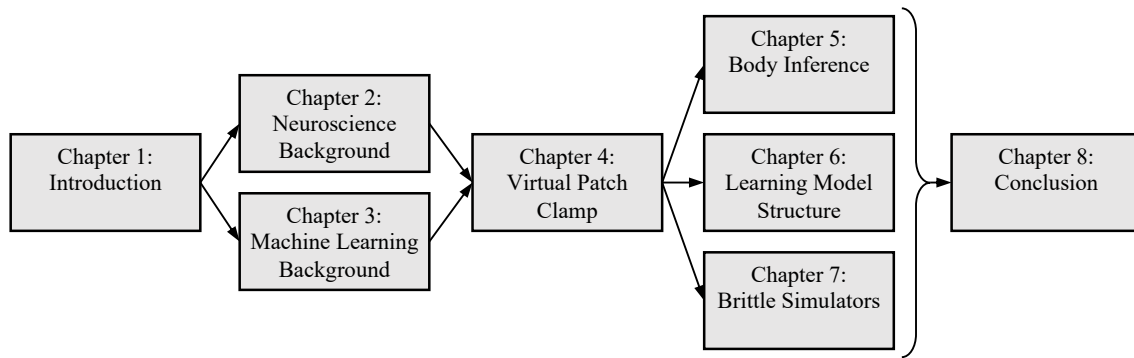 Chapter 1:
Introduction
Chapter 2:
Neuroscience
Background
Chapter 3:
Machine Learning
Background
Chapter 4:
Virtual Patch
Clamp
Chapter 5:
Body Inference
Chapter 6:
Learning Model
Structure
Chapter 7:
Brittle Simulators
Chapter 8:
Conclusion